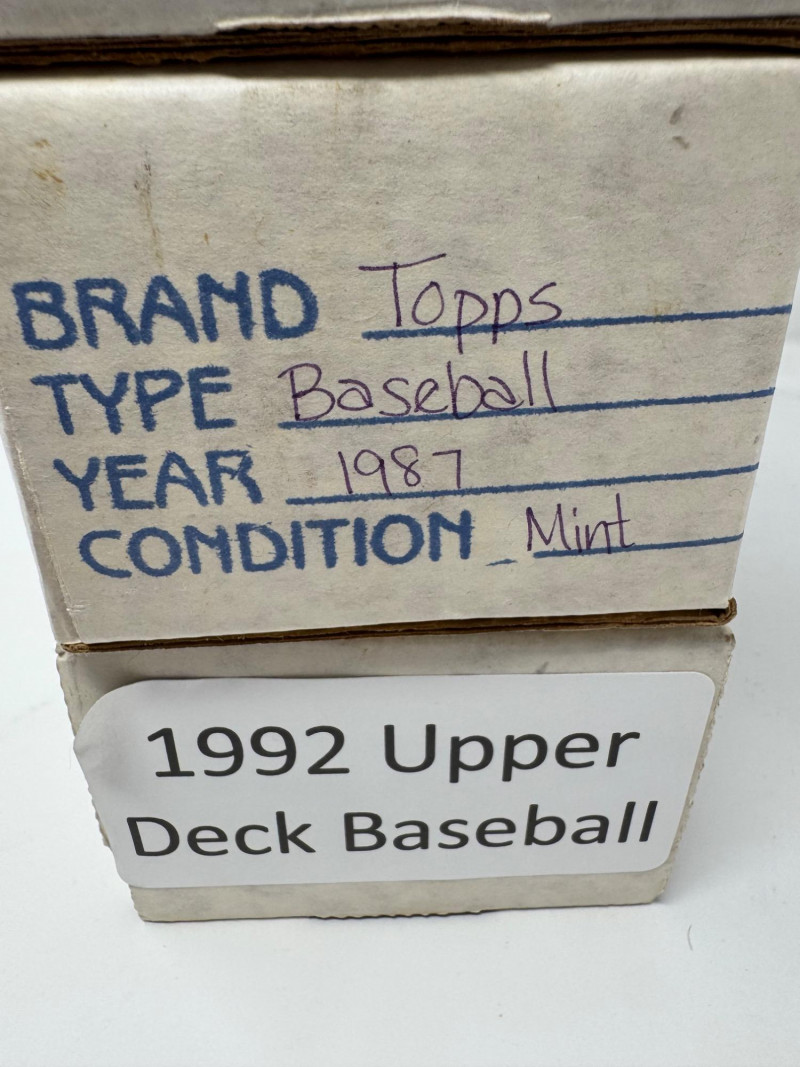 BRAND Topps
TYPE Baseball
YEAR 1987
CONDITION Mint
1992 Upper
Deck Baseball